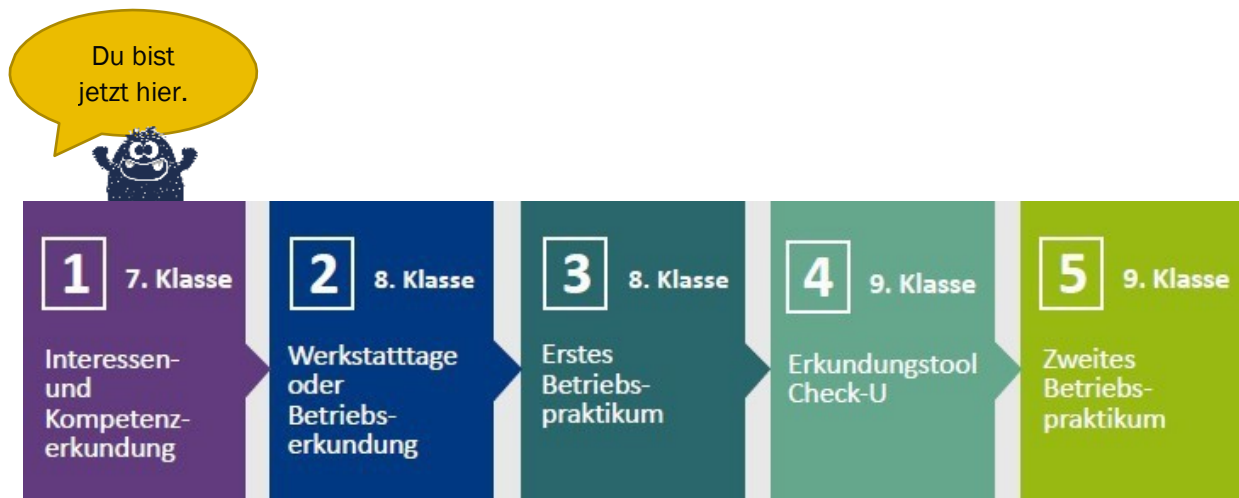 Du bist
jetzt hier.
1 7. Klasse
Interessen-
und
Kompetenz-
erkundung
2 8. Klasse
Werkstatttage
oder
Betriebs-
erkundung
3 8. Klasse
Erstes
Betriebs-
praktikum
4 9. Klasse
Erkundungstool
Check-U
5 9. Klasse
Zweites
Betriebs-
praktikum